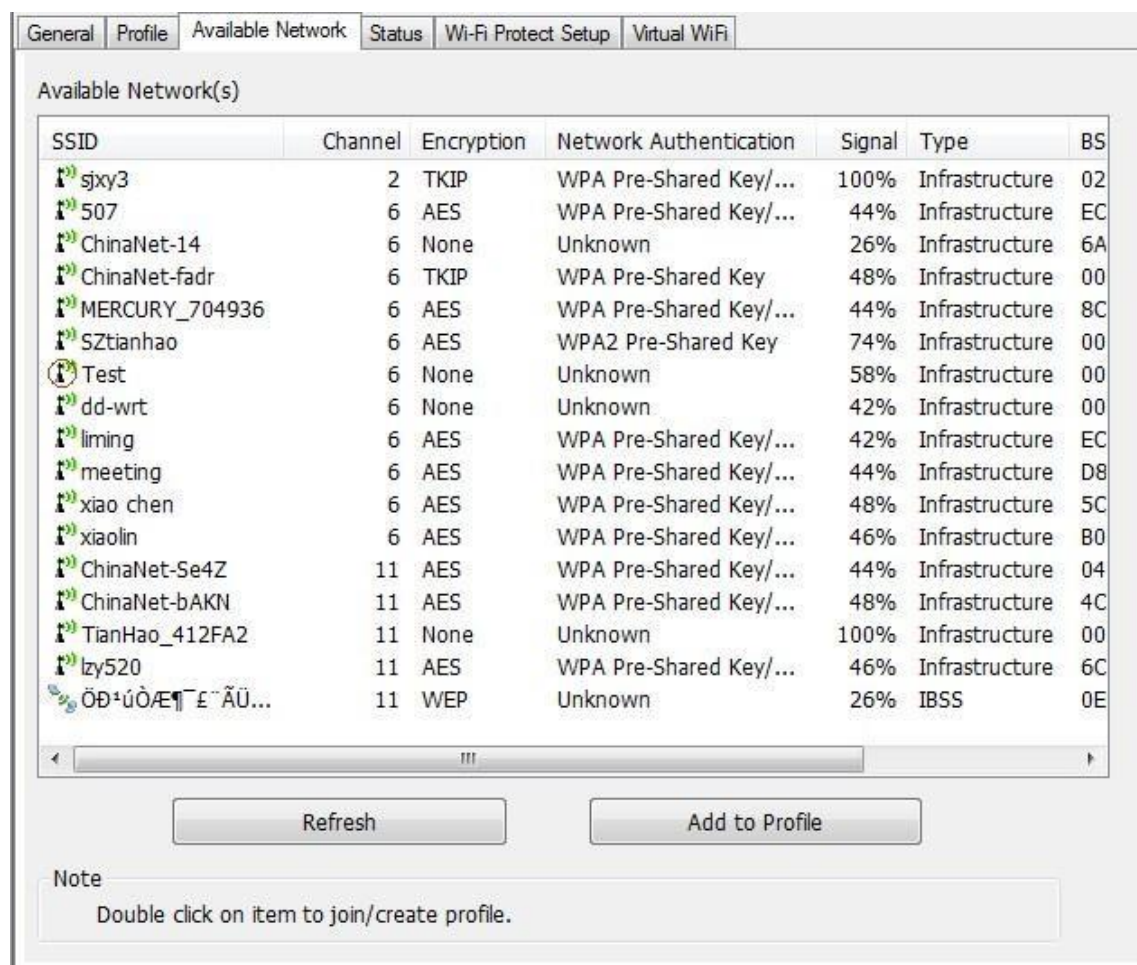 General Profile Available Network Status Wi-Fi Protect Setup Virtual WiFi
Available Network(s)
SSID Channel Encryption Network Authentication Signal Type BS
sjxy3 2 TKIP WPA Pre-Shared Key/... 100% Infrastructure 02
507 6 AES WPA Pre-Shared Key/... 44% Infrastructure EC
ChinaNet-14 6 None Unknown 26% Infrastructure 6A
ChinaNet-fadr 6 TKIP WPA Pre-Shared Key 48% Infrastructure 00
MERCURY_704936 6 AES WPA Pre-Shared Key/... 44% Infrastructure 8C
SZtianhao 6 AES WPA2 Pre-Shared Key 74% Infrastructure 00
Test 6 None Unknown 58% Infrastructure 00
dd-wrt 6 None Unknown 42% Infrastructure 00
liming 6 AES WPA Pre-Shared Key/... 42% Infrastructure EC
meeting 6 AES WPA Pre-Shared Key/... 44% Infrastructure D8
xiao chen 6 AES WPA Pre-Shared Key/... 48% Infrastructure 5C
xiaolin 6 AES WPA Pre-Shared Key/... 46% Infrastructure B0
ChinaNet-Se4Z 11 AES WPA Pre-Shared Key/... 44% Infrastructure 04
ChinaNet-bAKN 11 AES WPA Pre-Shared Key/... 48% Infrastructure 4C
TianHao_412FA2 11 None Unknown 100% Infrastructure 00
lzy520 11 AES WPA Pre-Shared Key/... 46% Infrastructure 6C
ÖÐ¹úÒÆ¶¯£¨ÃÜ... 11 WEP Unknown 26% IBSS 0E
Refresh Add to Profile
Note
Double click on item to join/create profile.